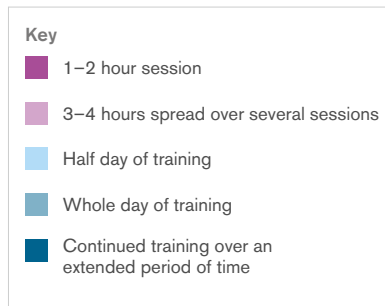 Key
1–2 hour session
3–4 hours spread over several sessions
Half day of training
Whole day of training
Continued training over an
extended period of time